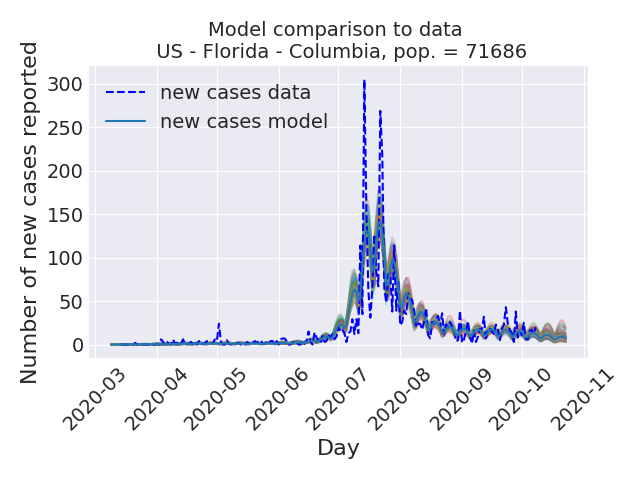 Model comparison to data
US - Florida - Columbia, pop. = 71686
Number of new cases reported
300
250
200
150
100
50
0
new cases data
new cases model
2020-03
2020-04
2020-05
2020-06
2020-07
2020-08
2020-09
2020-10
2020-11
Day